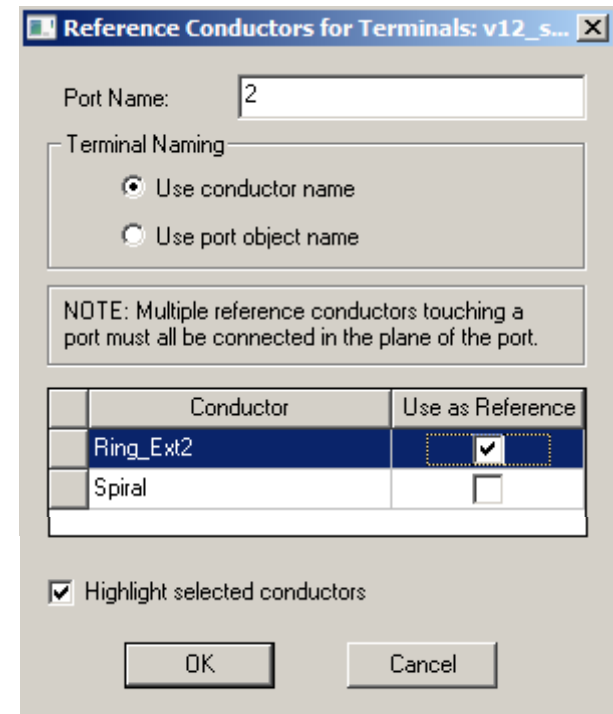 Reference Conductors for Terminals: v12_s...
Port Name: 2
Terminal Naming
Use conductor name
Use port object name
NOTE: Multiple reference conductors touching a
port must all be connected in the plane of the port.
Conductor Use as Reference
Ring_Ext2
Spiral
Highlight selected conductors
OK Cancel